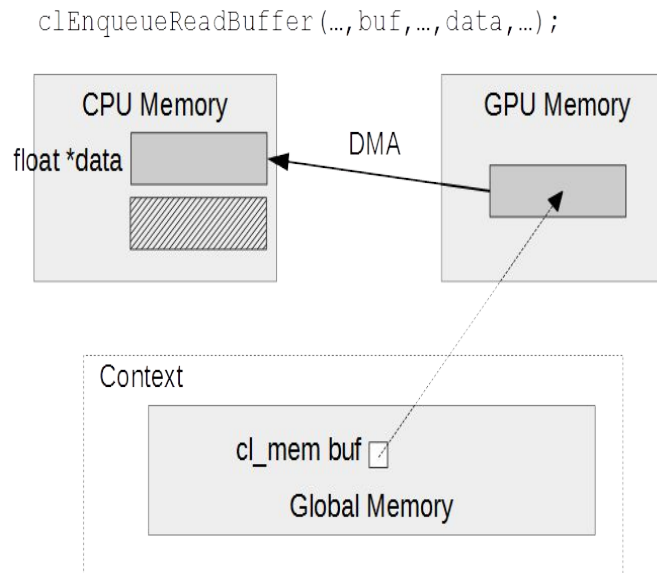 clEnqueueReadBuffer(…,buf,…,data,…);
CPU Memory
GPU Memory
float *data
DMA
Context
cl_mem buf
Global Memory